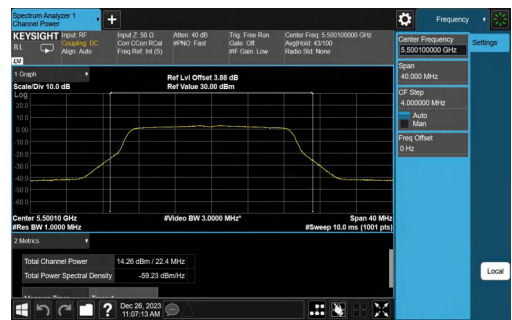 Spectrum Analyzer 1
Channel Power
Frequency
KEYSIGHT
RL
Input: RF
Coupling: DC
Align: Auto
Input Z: 50 Ω
Corr CCorr RCal
Freq Ref: Int (S)
Atten: 40 dB
#PNO: Fast
Trig: Free Run
Gate: Off
#IF Gain: Low
Center Freq: 5.500100000 GHz
Avg|Hold: 43/100
Radio Std: None
LXI
Center Frequency
5.500100000 GHz
Settings
Span
40.000 MHz
CF Step
4.000000 MHz
Auto
Man
Freq Offset
0 Hz
1 Graph
Scale/Div 10.0 dB
Ref Lvl Offset 3.88 dB
Ref Value 30.00 dBm
Log
20.0
10.0
0.00
-10.0
-20.0
-30.0
-40.0
-50.0
-60.0
Center 5.50010 GHz
#Res BW 1.0000 MHz
#Video BW 3.0000 MHz*
Span 40 MHz
#Sweep 10.0 ms (1001 pts)
2 Metrics
Total Channel Power 14.26 dBm / 22.4 MHz
Total Power Spectral Density -59.23 dBm/Hz
Local
?
Dec 26, 2023
11:07:13 AM